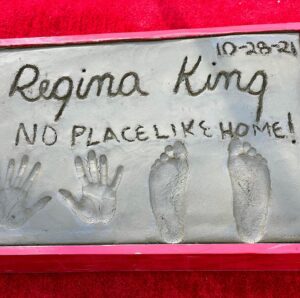 10-28-21
Regina King
NO PLACE LIKE HOME!